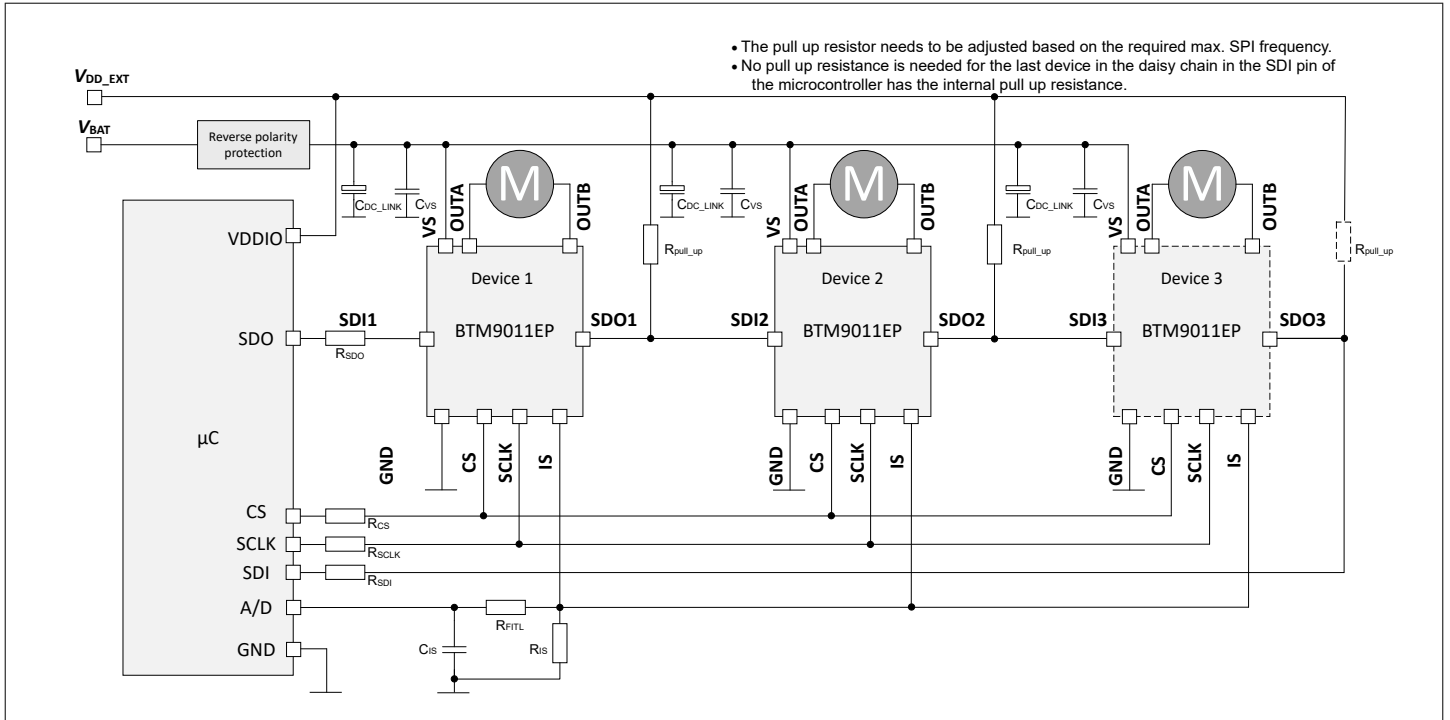 • The pull up resistor needs to be adjusted based on the required max. SPI frequency.
• No pull up resistance is needed for the last device in the daisy chain in the SDI pin of
the microcontroller has the internal pull up resistance.
VDD_EXT
VBAT
Reverse polarity
protection
CDC_LINK
CVS
VS
OUTA
M
OUTB
Rpull_up
CDC_LINK
CVS
VS
OUTA
M
OUTB
Rpull_up
CDC_LINK
CVS
VS
OUTA
M
OUTB
Rpull_up
VDDIO
Device 1
Device 2
Device 3
SDO
SDI1
RSDO
BTM9011EP
SDO1
SDI2
BTM9011EP
SDO2
SDI3
BTM9011EP
SDO3
µC
GND
CS
SCLK
IS
GND
CS
SCLK
IS
GND
CS
SCLK
IS
CS
RCS
SCLK
RSCLK
SDI
RSDI
A/D
RFITL
GND
CIS
RIS